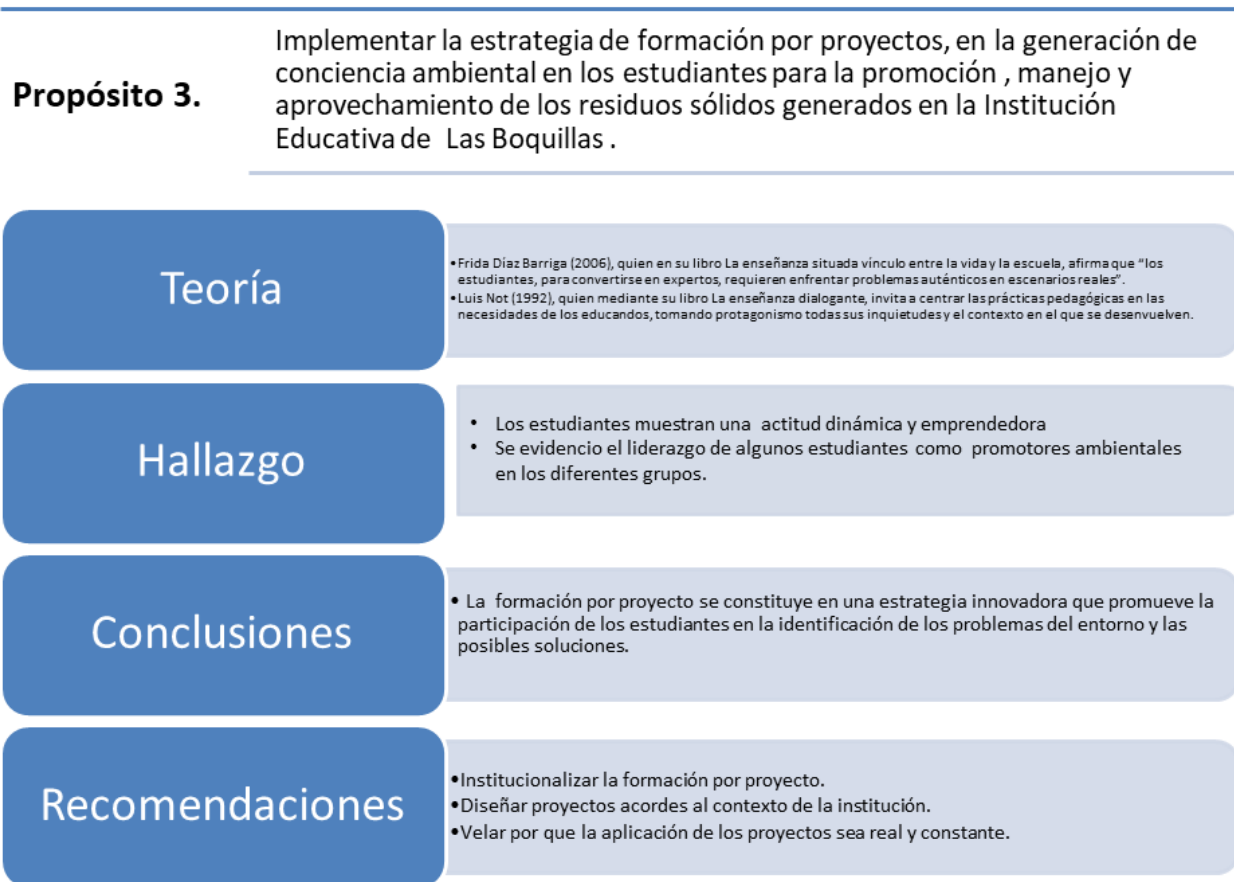 Propósito 3.
Implementar la estrategia de formación por proyectos, en la generación de
conciencia ambiental en los estudiantes para la promoción , manejo y
aprovechamiento de los residuos sólidos generados en la Institución
Educativa de Las Boquillas .
Teoría
•Frida Díaz Barriga (2006), quien en su libro La enseñanza situada vínculo entre la vida y la escuela, afirma que “los
estudiantes, para convertirse en expertos, requieren enfrentar problemas auténticos en escenarios reales”.
•Luis Not (1992), quien mediante su libro La enseñanza dialogante, invita a centrar las prácticas pedagógicas en las
necesidades de los educandos, tomando protagonismo todas sus inquietudes y el contexto en el que se desenvuelven.
Hallazgo
• Los estudiantes muestran una actitud dinámica y emprendedora
• Se evidencio el liderazgo de algunos estudiantes como promotores ambientales
en los diferentes grupos.
Conclusiones
• La formación por proyecto se constituye en una estrategia innovadora que promueve la
participación de los estudiantes en la identificación de los problemas del entorno y las
posibles soluciones.
Recomendaciones
•Institucionalizar la formación por proyecto.
•Diseñar proyectos acordes al contexto de la institución.
•Velar por que la aplicación de los proyectos sea real y constante.